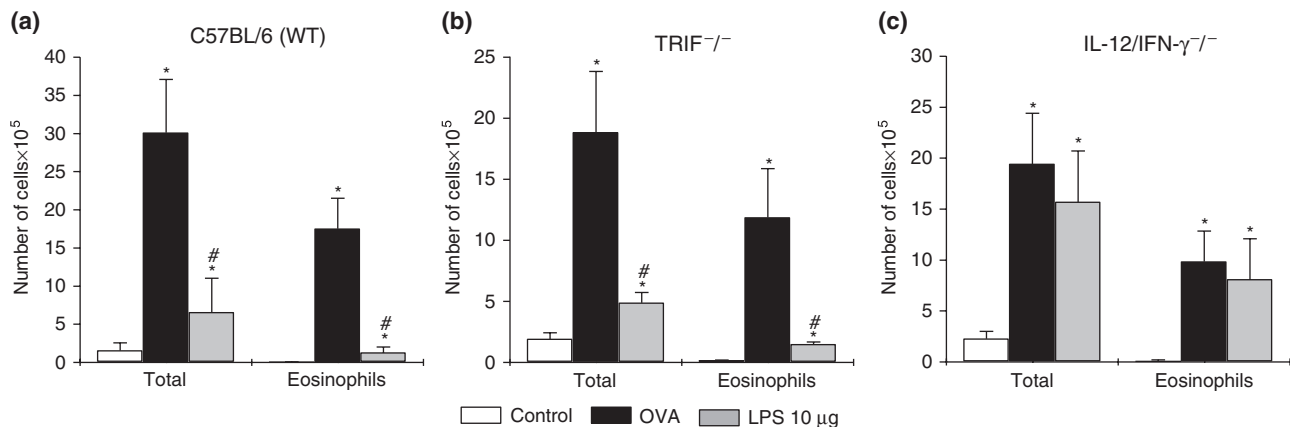 (a)
C57BL/6 (WT)
Number of cells×10⁵
40
35
30
25
20
15
10
5
0
*
#
*
*
#
*
Total
Eosinophils
(b)
TRIF⁻/⁻
Number of cells×10⁵
25
20
15
10
5
0
*
#
*
*
#
*
Total
Eosinophils
(c)
IL-12/IFN-γ⁻/⁻
Number of cells×10⁵
30
25
20
15
10
5
0
*
*
*
*
Total
Eosinophils
Control OVA LPS 10 μg